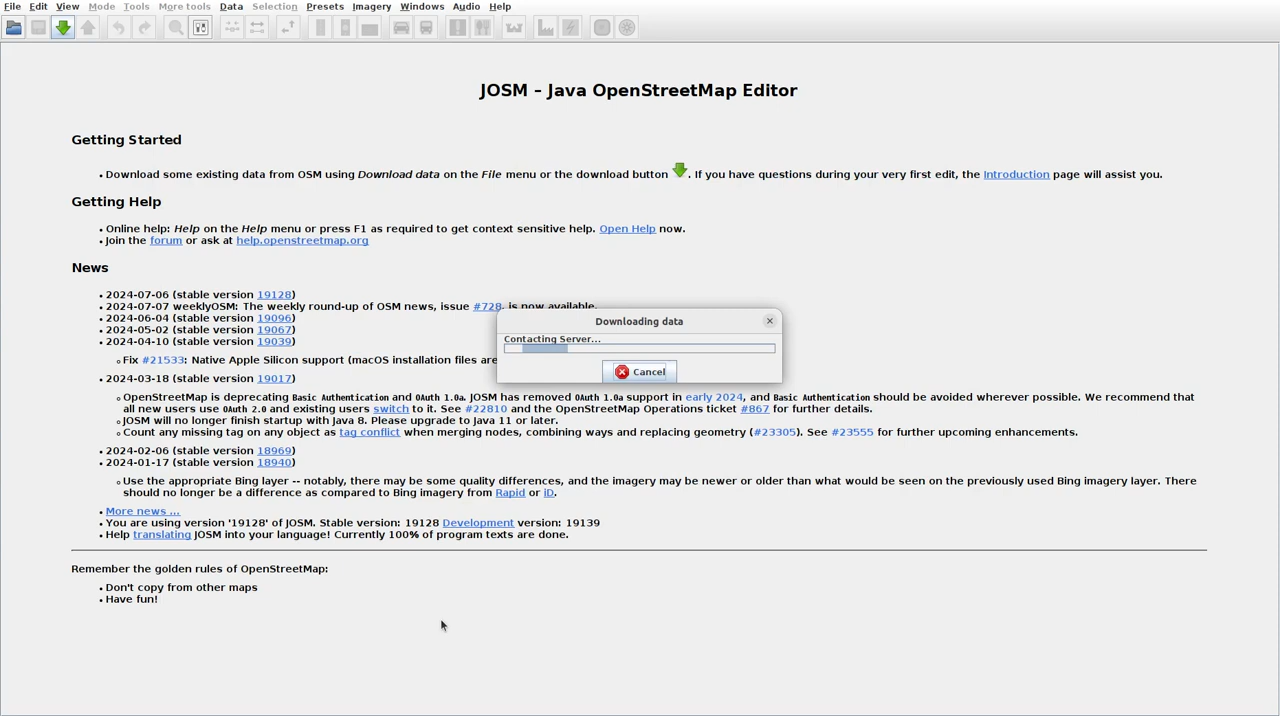 File Edit View Mode Tools More tools Data Selection Presets Imagery Windows Audio Help
JOSM – Java OpenStreetMap Editor
Getting Started
Download some existing data from OSM using Download data on the File menu or the download button . If you have questions during your very first edit, the Introduction page will assist you.
Getting Help
Online help: Help on the Help menu or press F1 as required to get context sensitive help. Open Help now.
Join the forum or ask at help.openstreetmap.org
News
2024-07-06 (stable version 19128)
2024-07-07 weeklyOSM: The weekly round-up of OSM news, issue #728, is now available.
2024-06-04 (stable version 19096)
2024-05-02 (stable version 19067)
2024-04-10 (stable version 19039)
Fix #21533: Native Apple Silicon support (macOS installation files are
Downloading data
Contacting Server...
Cancel
2024-03-18 (stable version 19017)
OpenStreetMap is deprecating Basic Authentication and OAuth 1.0a. JOSM has removed OAuth 1.0a support in early 2024, and Basic Authentication should be avoided wherever possible. We recommend that
all new users use OAuth 2.0 and existing users switch to it. See #22810 and the OpenStreetMap Operations ticket #867 for further details.
JOSM will no longer finish startup with Java 8. Please upgrade to Java 11 or later.
Count any missing tag on any object as tag conflict when merging nodes, combining ways and replacing geometry (#23305). See #23555 for further upcoming enhancements.
2024-02-06 (stable version 18969)
2024-01-17 (stable version 18940)
Use the appropriate Bing layer -- notably, there may be some quality differences, and the imagery may be newer or older than what would be seen on the previously used Bing imagery layer. There
should no longer be a difference as compared to Bing imagery from Rapid or iD.
More news ...
You are using version '19128' of JOSM. Stable version: 19128 Development version: 19139
Help translating JOSM into your language! Currently 100% of program texts are done.
Remember the golden rules of OpenStreetMap:
Don't copy from other maps
Have fun!